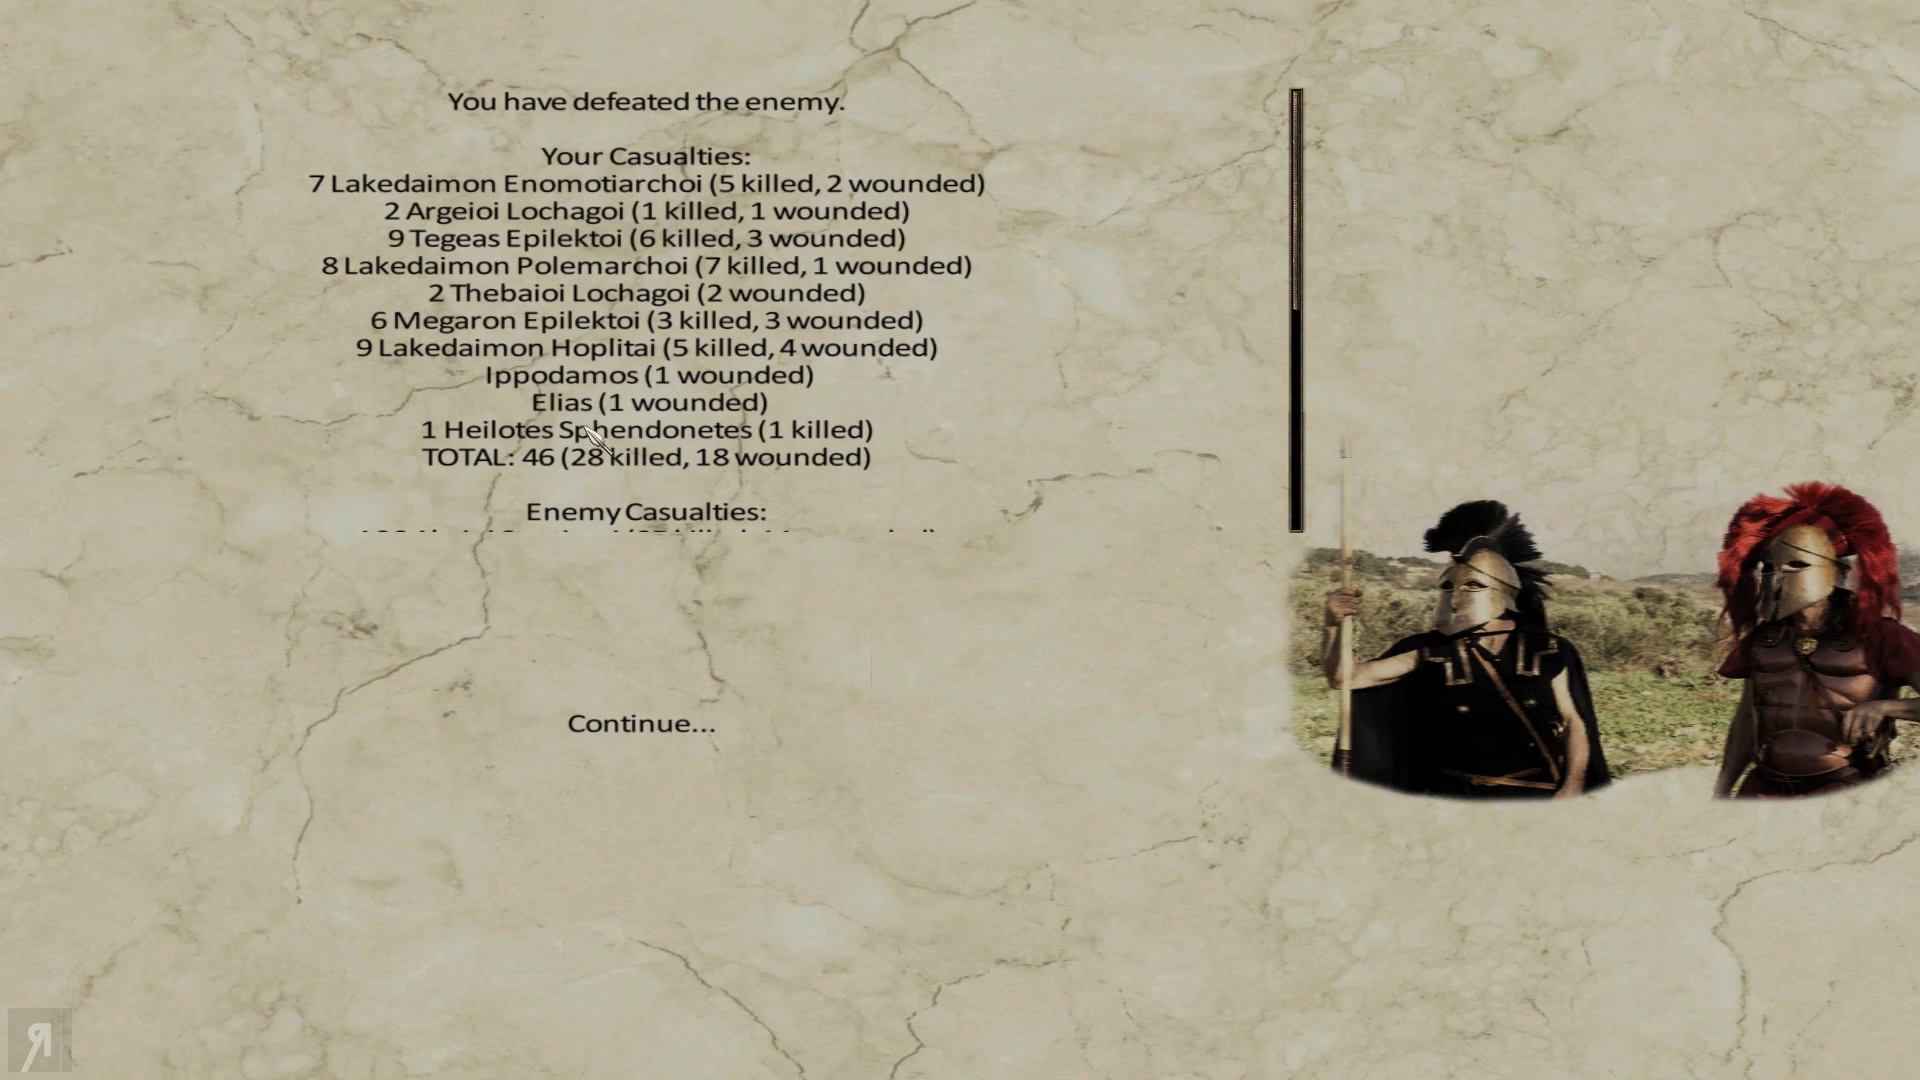 You have defeated the enemy.
Your Casualties:
7 Lakedaimon Enomotiarchoi (5 killed, 2 wounded)
2 Argeioi Lochagoi (1 killed, 1 wounded)
9 Tegeas Epilektoi (6 killed, 3 wounded)
8 Lakedaimon Polemarchoi (7 killed, 1 wounded)
2 Thebaioi Lochagoi (2 wounded)
6 Megaron Epilektoi (3 killed, 3 wounded)
9 Lakedaimon Hoplitai (5 killed, 4 wounded)
Ippodamos (1 wounded)
Elias (1 wounded)
1 Heilotes Sphendonetes (1 killed)
TOTAL: 46 (28 killed, 18 wounded)
Enemy Casualties:
Continue...